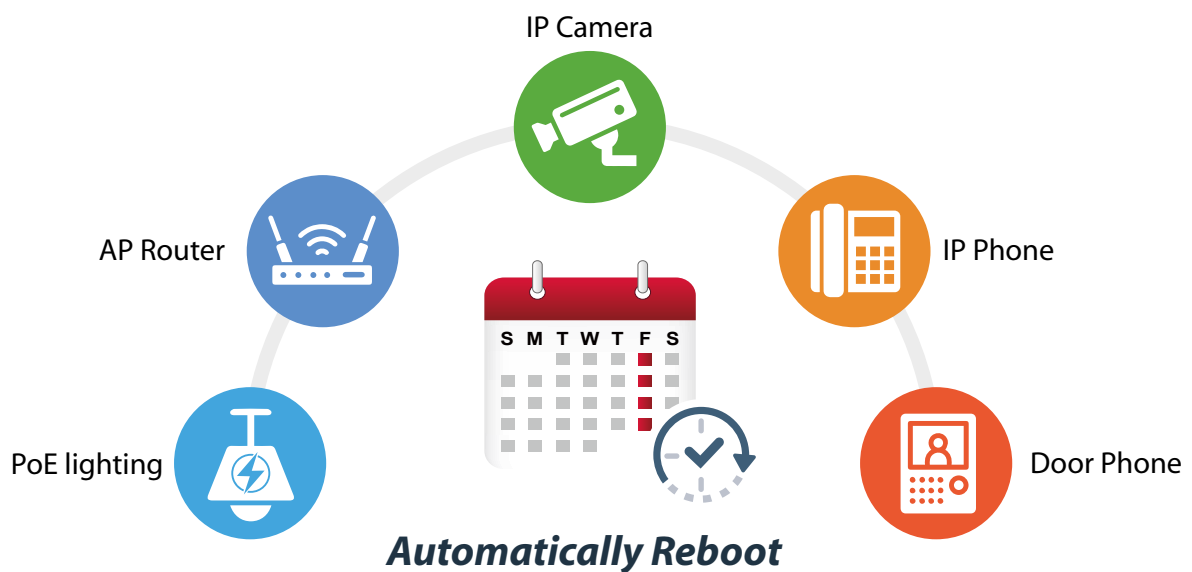 IP Camera
AP Router
IP Phone
S M T W T F S
PoE lighting
Door Phone
Automatically Reboot